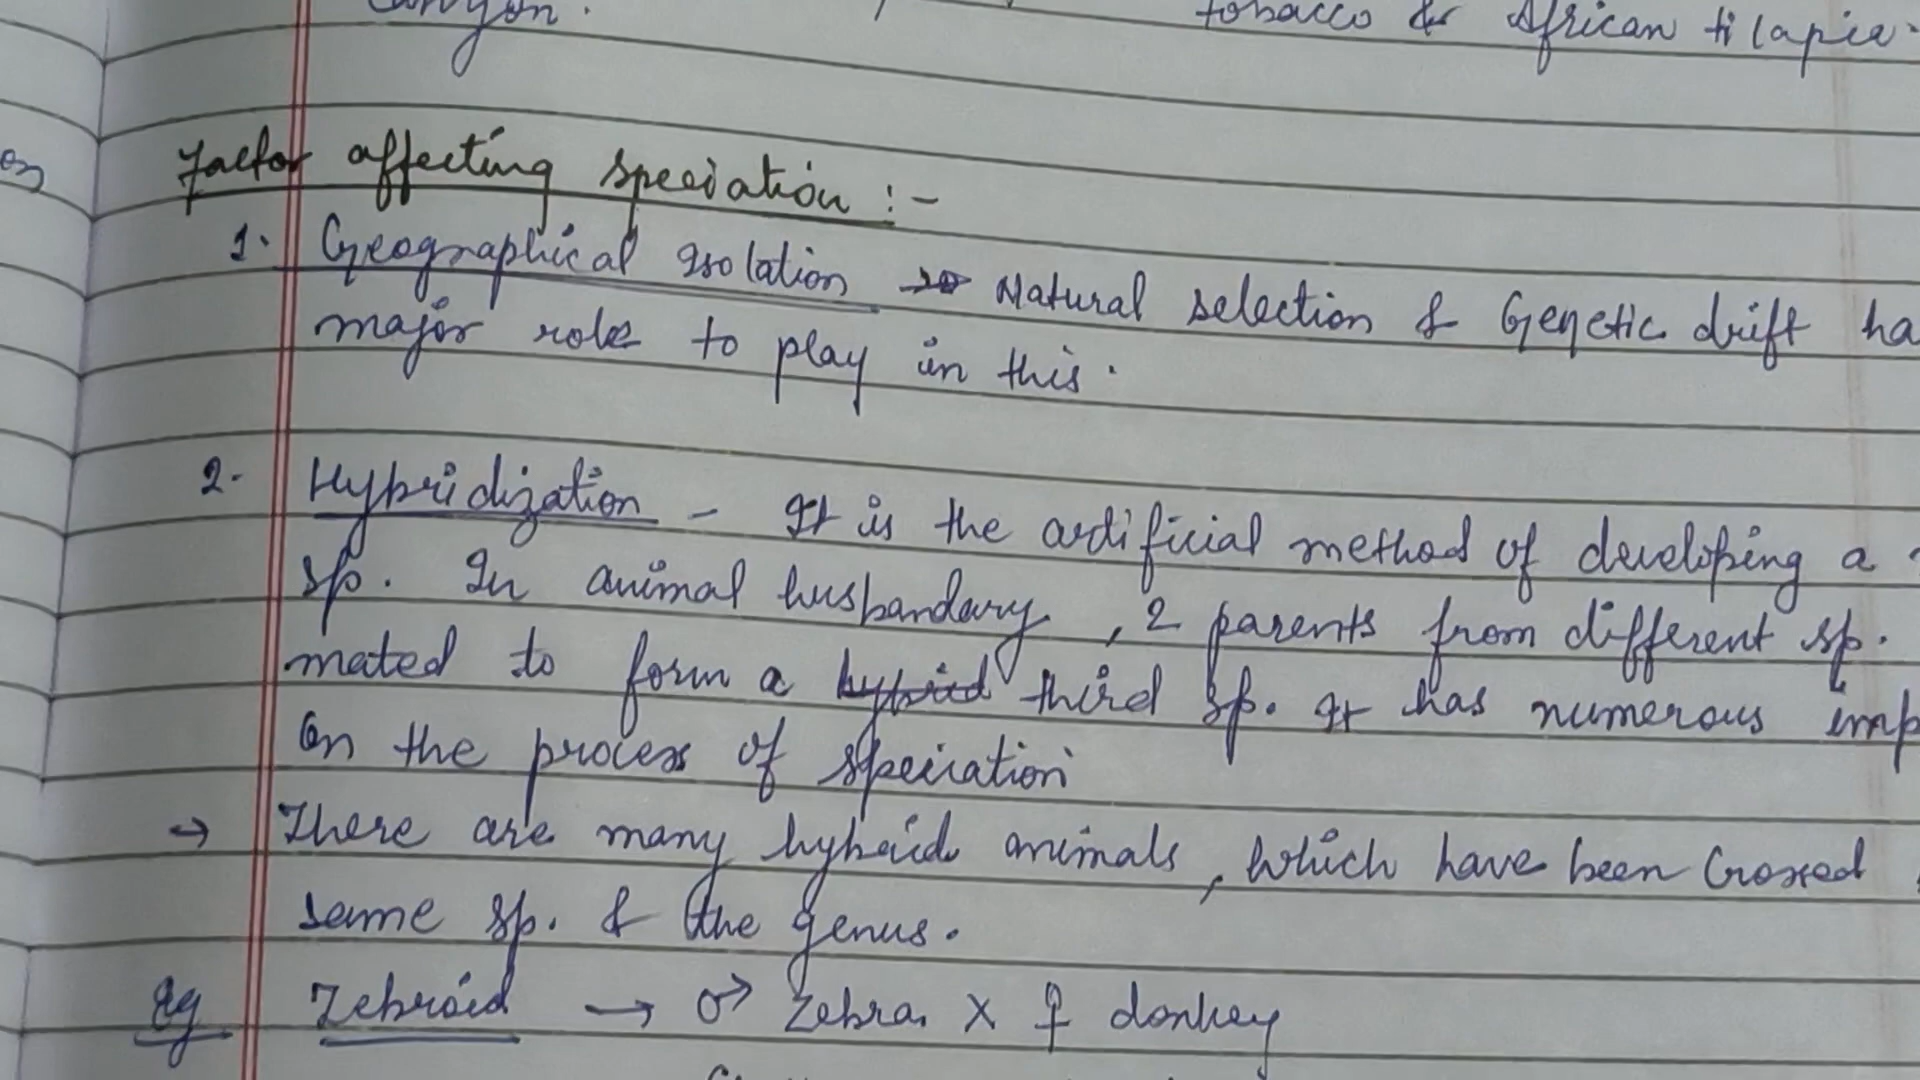 tobacco & African tilapia.
Factor affecting speciation :-
1. Geographical isolation → Natural selection & Genetic drift ha
major role to play in this.
2. Hybridization - It is the artificial method of developing a
sp. In animal husbandary, 2 parents from different sp.
mated to form a hybrid third sp. It has numerous imp
on the process of speciation
→ There are many hybrid animals, which have been crossed
same sp. & the genus.
Eg Zebroid → ♂ Zebra × ♀ donkey